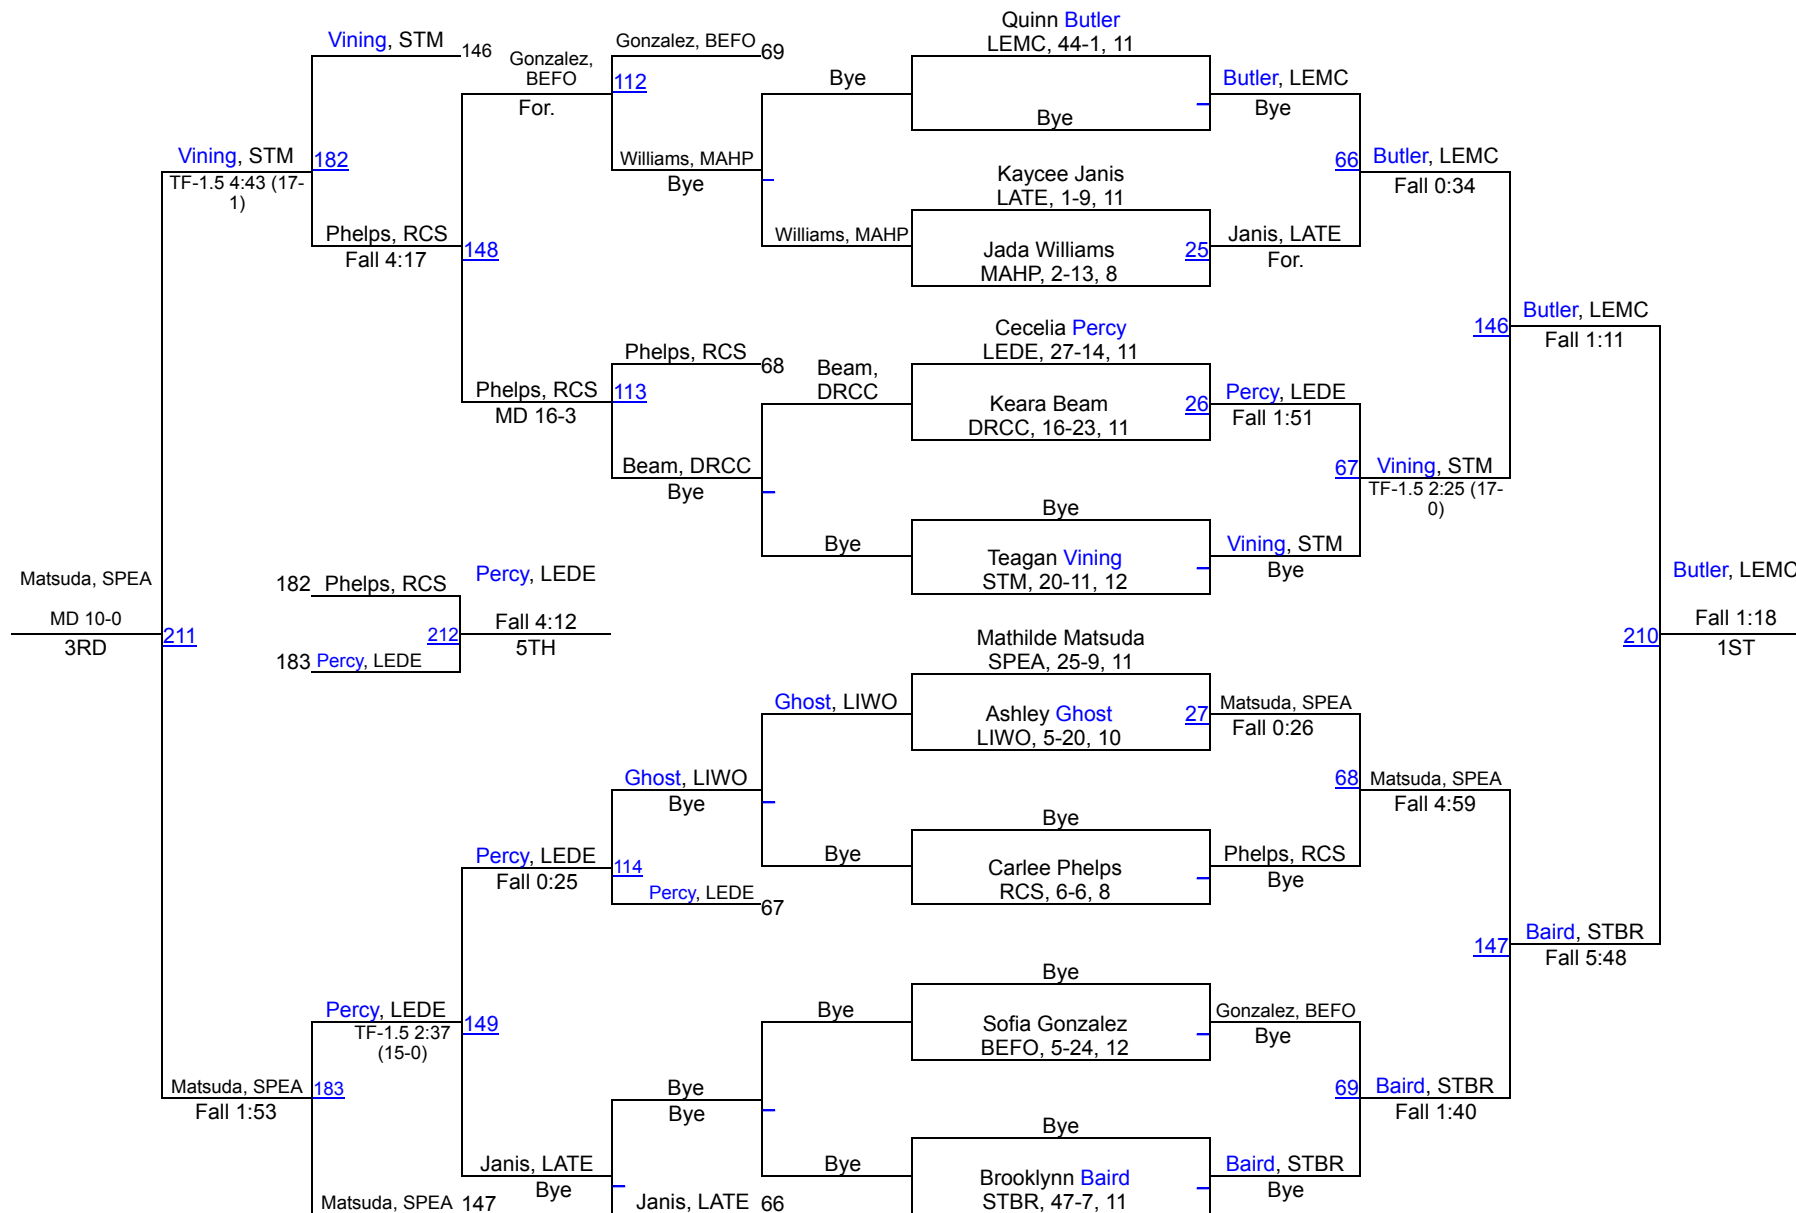 Quinn Butler
LEMC, 44-1, 11
Vining, STM
146
Gonzalez, BEFO
69
Gonzalez,
BEFO
112
For.
Bye
Butler, LEMC
Bye
Bye
Vining, STM
182
TF-1.5 4:43 (17-
1)
Williams, MAHP
Bye
Kaycee Janis
LATE, 1-9, 11
66
Butler, LEMC
Fall 0:34
Phelps, RCS
Fall 4:17
148
Williams, MAHP
Jada Williams
MAHP, 2-13, 8
25
Janis, LATE
For.
Cecelia Percy
LEDE, 27-14, 11
146
Butler, LEMC
Fall 1:11
Phelps, RCS
68
Beam,
DRCC
Phelps, RCS
MD 16-3
113
Keara Beam
DRCC, 16-23, 11
26
Percy, LEDE
Fall 1:51
Beam, DRCC
Bye
67
Vining, STM
TF-1.5 2:25 (17-
0)
Bye
Bye
Teagan Vining
STM, 20-11, 12
Vining, STM
Bye
Matsuda, SPEA
MD 10-0
3RD
211
182
Phelps, RCS
Percy, LEDE
212
Fall 4:12
5TH
183
Percy, LEDE
Butler, LEMC
210
Fall 1:18
1ST
Mathilde Matsuda
SPEA, 25-9, 11
Ghost, LIWO
Ashley Ghost
LIWO, 5-20, 10
27
Matsuda, SPEA
Fall 0:26
Ghost, LIWO
Bye
68
Matsuda, SPEA
Fall 4:59
Bye
Percy, LEDE
Fall 0:25
114
Bye
Carlee Phelps
RCS, 6-6, 8
Phelps, RCS
Bye
Percy, LEDE
67
147
Baird, STBR
Fall 5:48
Bye
Percy, LEDE
TF-1.5 2:37
(15-0)
149
Bye
Sofia Gonzalez
BEFO, 5-24, 12
Gonzalez, BEFO
Bye
Matsuda, SPEA
Fall 1:53
183
Bye
Bye
69
Baird, STBR
Fall 1:40
Bye
Janis, LATE
Bye
Bye
Brooklynn Baird
STBR, 47-7, 11
Baird, STBR
Bye
Matsuda, SPEA
147
Janis, LATE
66